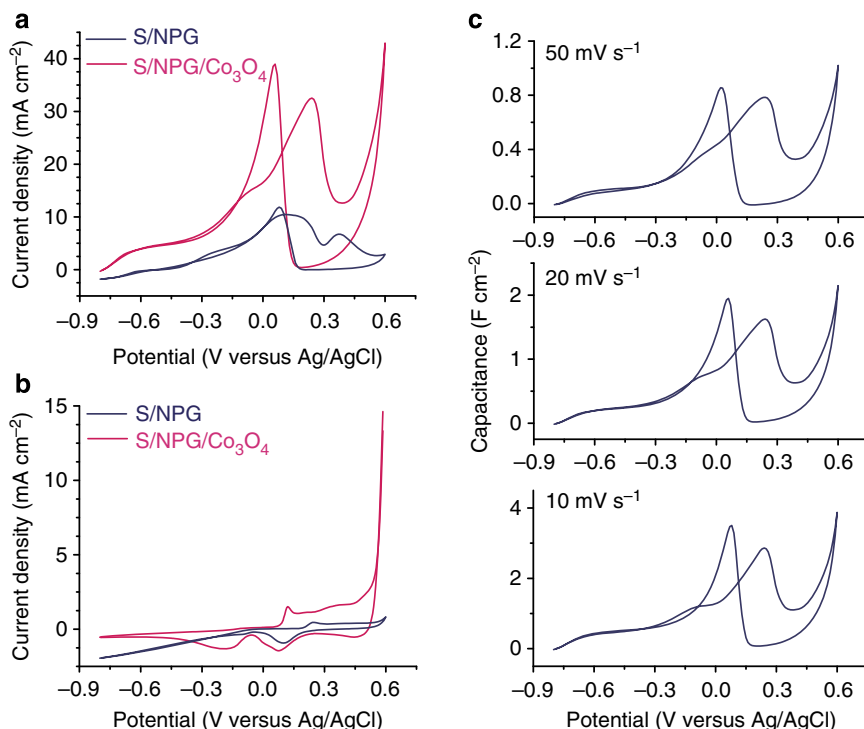 a
S/NPG
S/NPG/Co₃O₄
Current density (mA cm⁻²)
40
30
20
10
0
−0.9 −0.6 −0.3 0.0 0.3 0.6
Potential (V versus Ag/AgCl)
b
S/NPG
S/NPG/Co₃O₄
Current density (mA cm⁻²)
15
10
5
0
−0.9 −0.6 −0.3 0.0 0.3 0.6
Potential (V versus Ag/AgCl)
c
Capacitance (F cm⁻²)
50 mV s⁻¹
1.2
0.8
0.4
0.0
−0.9 −0.6 −0.3 0.0 0.3 0.6
20 mV s⁻¹
2
1
0
−0.9 −0.6 −0.3 0.0 0.3 0.6
10 mV s⁻¹
4
2
0
−0.9 −0.6 −0.3 0.0 0.3 0.6
Potential (V versus Ag/AgCl)